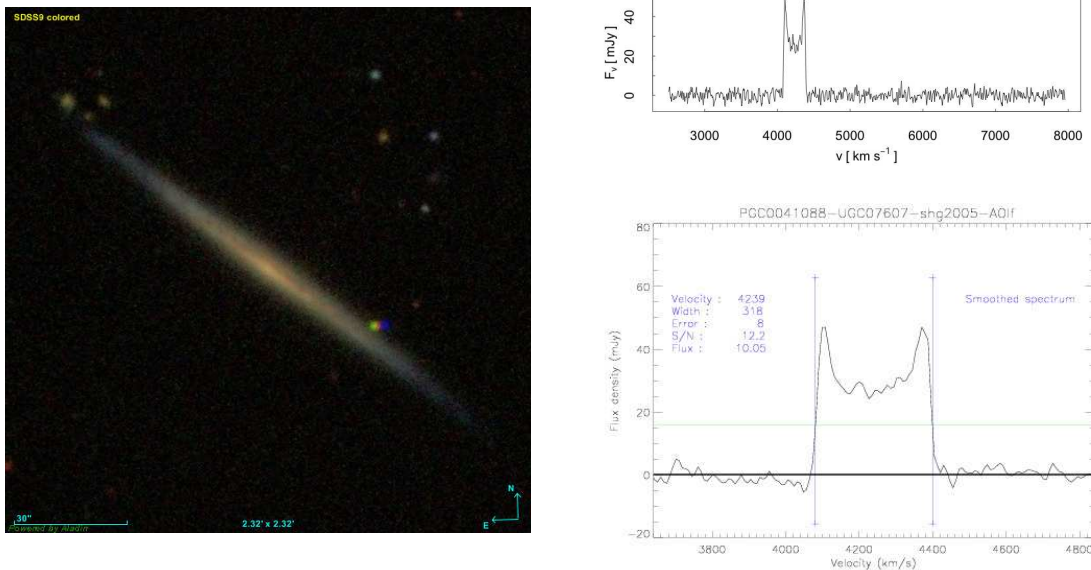 SDSS9 colored
30"
Powered by Aladin
2.32' x 2.32'
N
E
40
20
0
Fν [ mJy ]
3000 4000 5000 6000 7000 8000
v [ km s⁻¹ ]
PGC0041088-UGC07607-shg2005-AOlf
80
60
40
20
0
−20
Flux density (mJy)
Velocity : 4239
Width : 318
Error : 8
S/N : 12.2
Flux : 10.05
Smoothed spectrum
3800 4000 4200 4400 4600 4800
Velocity (km/s)